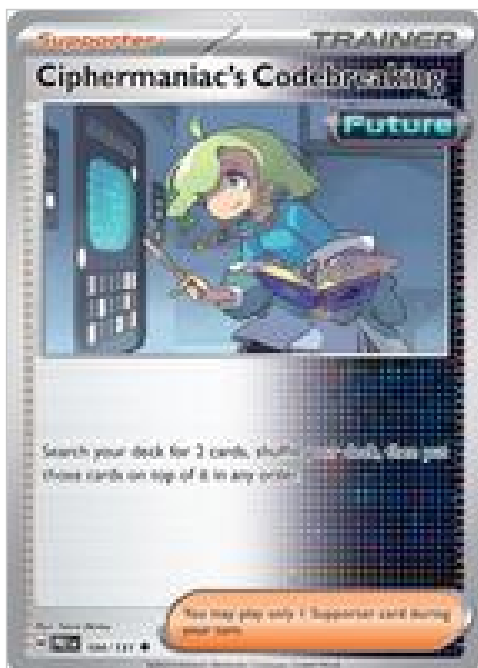 Supporter
TRAINER
Ciphermaniac's Codebreaking
Future
Search your deck for 2 cards, shuffle your deck, then put
those cards on top of it in any order.
You may play only 1 Supporter card during
your turn.